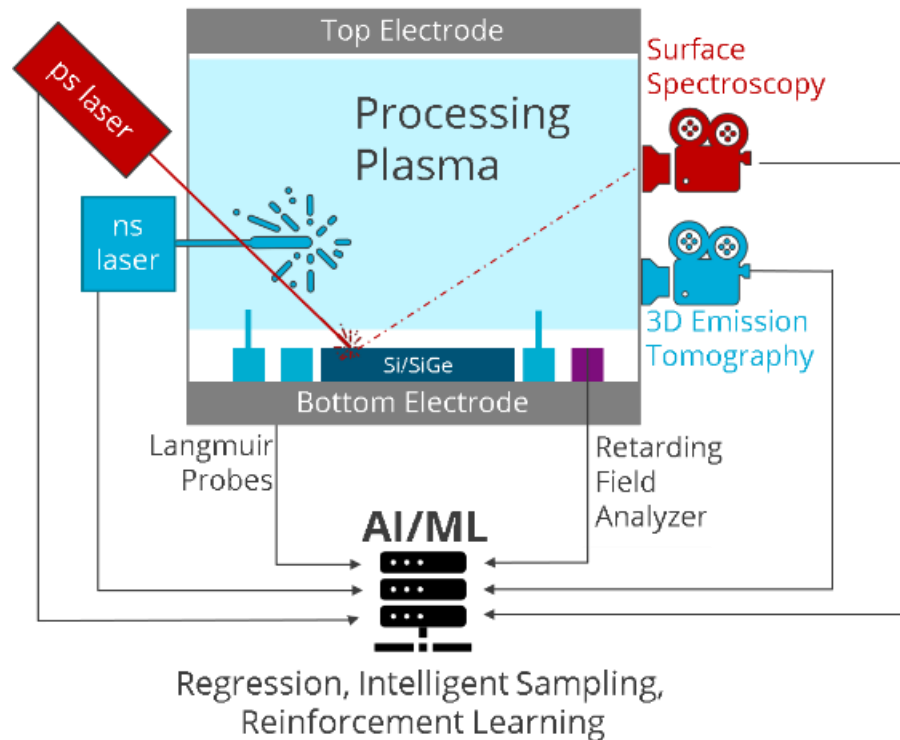 Top Electrode
ps laser
Surface
Spectroscopy
Processing
Plasma
ns
laser
3D Emission
Tomography
Si/SiGe
Bottom Electrode
Langmuir
Probes
Retarding
Field
Analyzer
AI/ML
Regression, Intelligent Sampling,
Reinforcement Learning